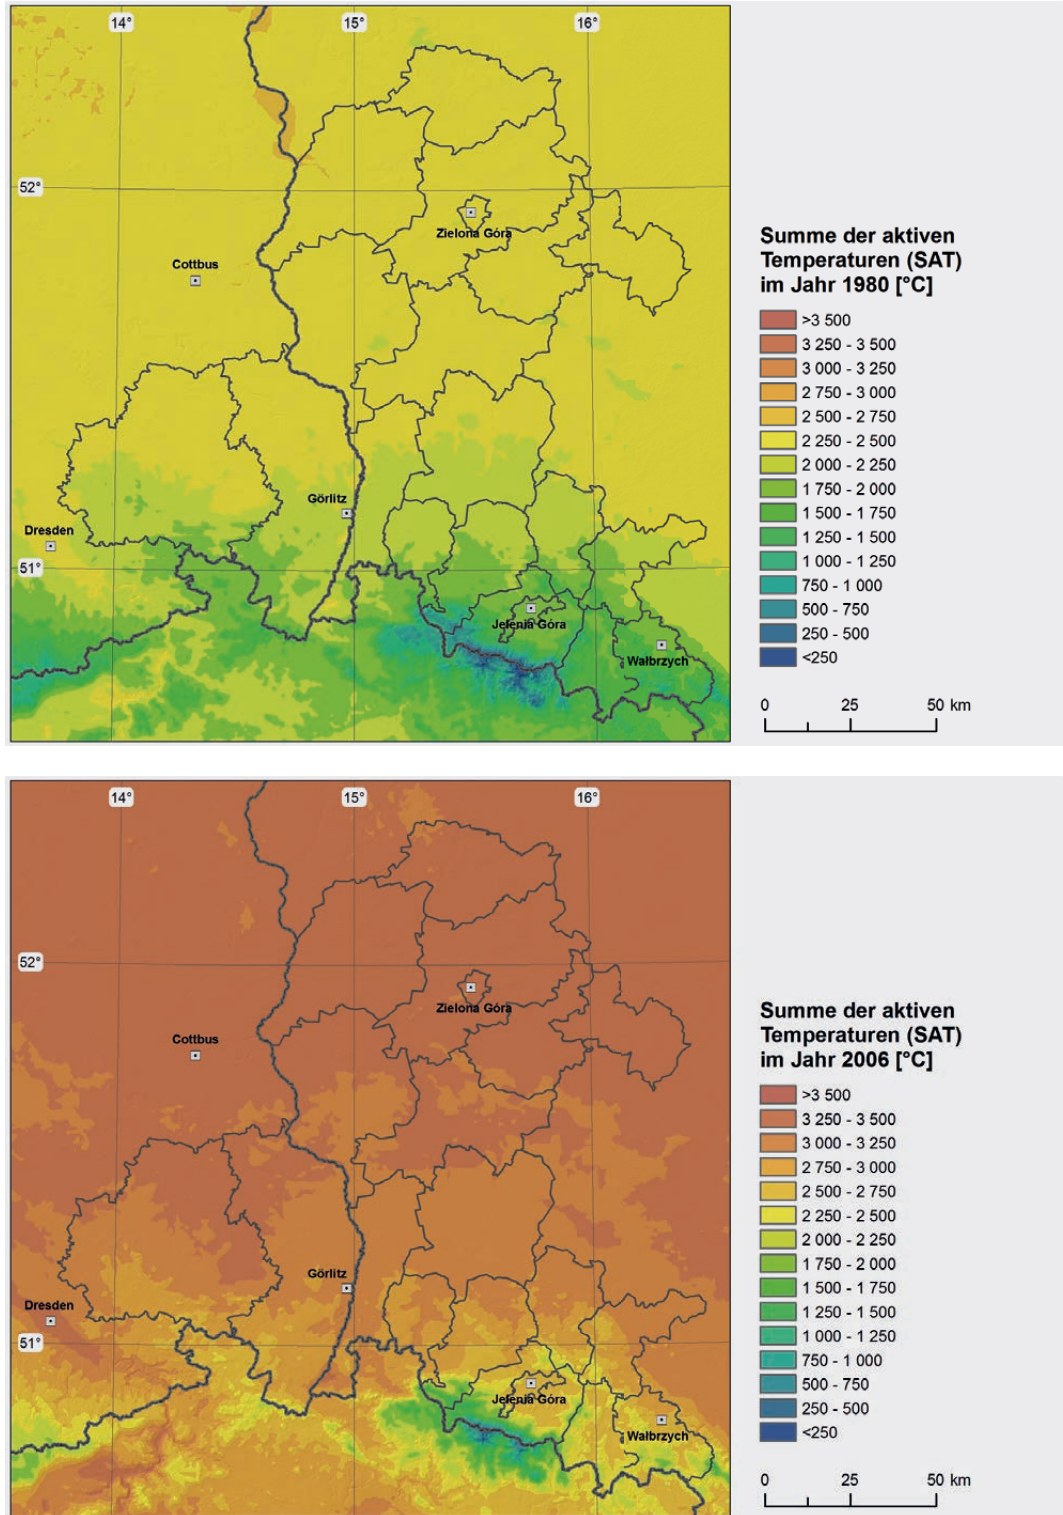 14°
15°
16°
52°
Zielona Góra
Cottbus
Görlitz
Dresden
51°
Jelenia Góra
Wałbrzych
Summe der aktiven
Temperaturen (SAT)
im Jahr 1980 [°C]
>3 500
3 250 - 3 500
3 000 - 3 250
2 750 - 3 000
2 500 - 2 750
2 250 - 2 500
2 000 - 2 250
1 750 - 2 000
1 500 - 1 750
1 250 - 1 500
1 000 - 1 250
750 - 1 000
500 - 750
250 - 500
<250
0 25 50 km
14°
15°
16°
52°
Zielona Góra
Cottbus
Görlitz
Dresden
51°
Jelenia Góra
Wałbrzych
Summe der aktiven
Temperaturen (SAT)
im Jahr 2006 [°C]
>3 500
3 250 - 3 500
3 000 - 3 250
2 750 - 3 000
2 500 - 2 750
2 250 - 2 500
2 000 - 2 250
1 750 - 2 000
1 500 - 1 750
1 250 - 1 500
1 000 - 1 250
750 - 1 000
500 - 750
250 - 500
<250
0 25 50 km